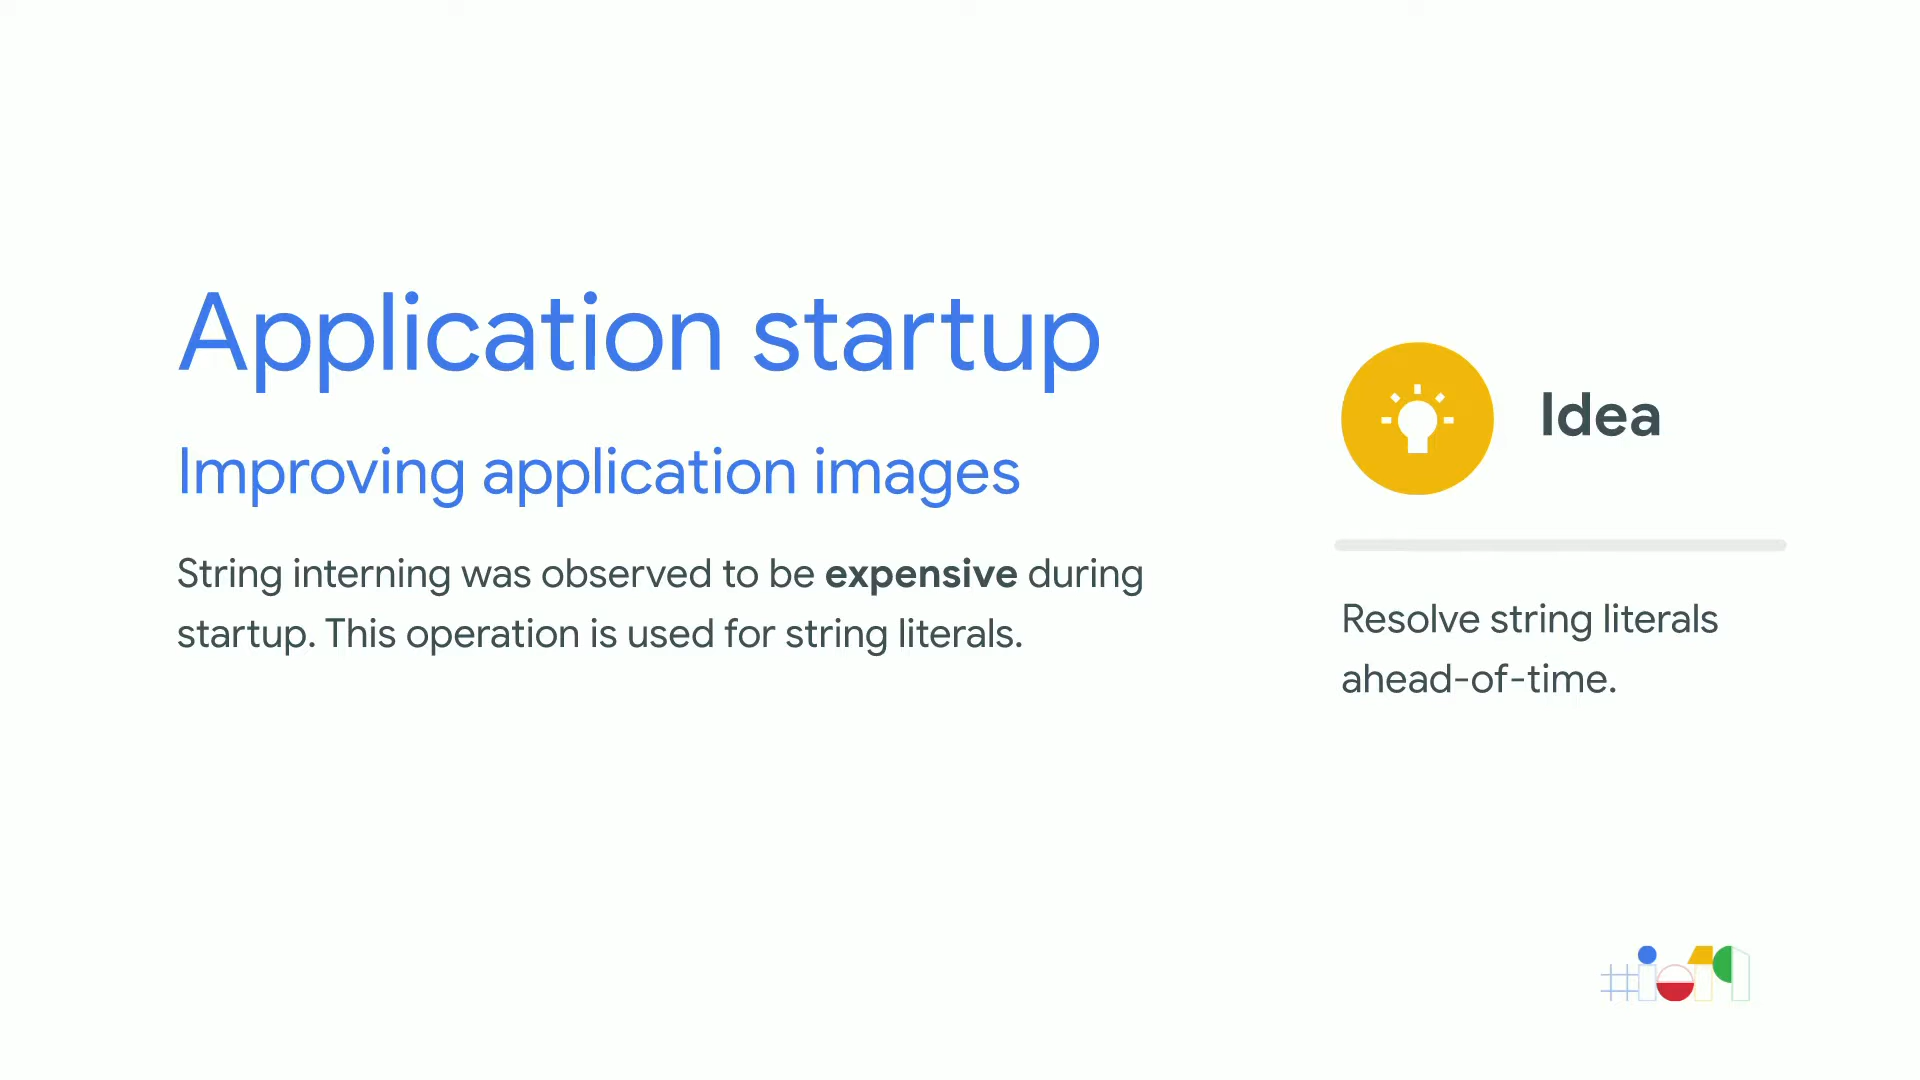 Application startup
Improving application images
String interning was observed to be expensive during
startup. This operation is used for string literals.
Idea
Resolve string literals
ahead-of-time.
#io19